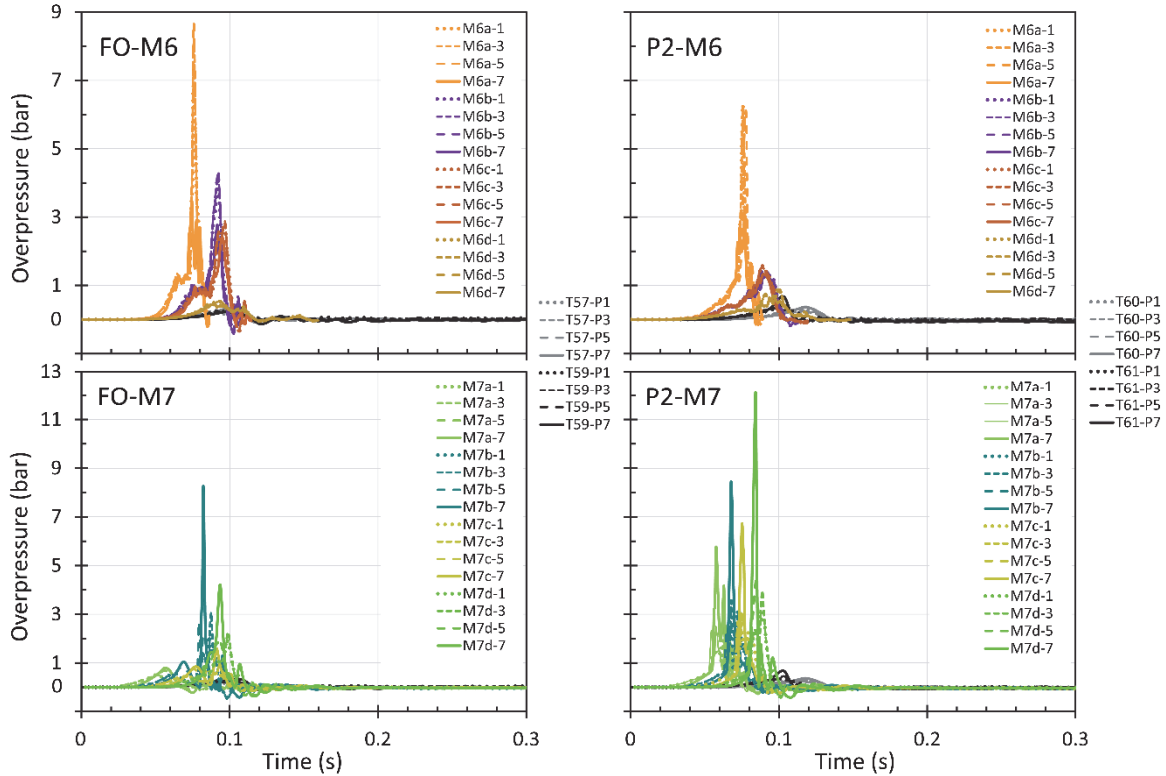 FO-M6
Overpressure (bar)
9
7
5
3
1
0
M6a-1
M6a-3
M6a-5
M6a-7
M6b-1
M6b-3
M6b-5
M6b-7
M6c-1
M6c-3
M6c-5
M6c-7
M6d-1
M6d-3
M6d-5
M6d-7
T57-P1
T57-P3
T57-P5
T57-P7
T59-P1
T59-P3
T59-P5
T59-P7
P2-M6
M6a-1
M6a-3
M6a-5
M6a-7
M6b-1
M6b-3
M6b-5
M6b-7
M6c-1
M6c-3
M6c-5
M6c-7
M6d-1
M6d-3
M6d-5
M6d-7
T60-P1
T60-P3
T60-P5
T60-P7
T61-P1
T61-P3
T61-P5
T61-P7
FO-M7
Overpressure (bar)
13
11
9
7
5
3
1
0
M7a-1
M7a-3
M7a-5
M7a-7
M7b-1
M7b-3
M7b-5
M7b-7
M7c-1
M7c-3
M7c-5
M7c-7
M7d-1
M7d-3
M7d-5
M7d-7
0 0.1 0.2 0.3
Time (s)
P2-M7
M7a-1
M7a-3
M7a-5
M7a-7
M7b-1
M7b-3
M7b-5
M7b-7
M7c-1
M7c-3
M7c-5
M7c-7
M7d-1
M7d-3
M7d-5
M7d-7
0 0.1 0.2 0.3
Time (s)